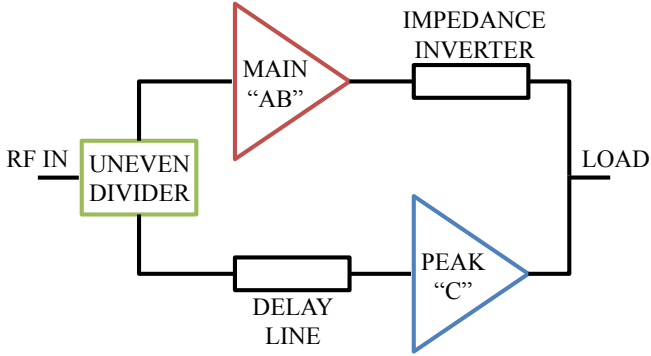 IMPEDANCE
INVERTER
MAIN
“AB”
RF IN
UNEVEN
DIVIDER
LOAD
PEAK
“C”
DELAY
LINE